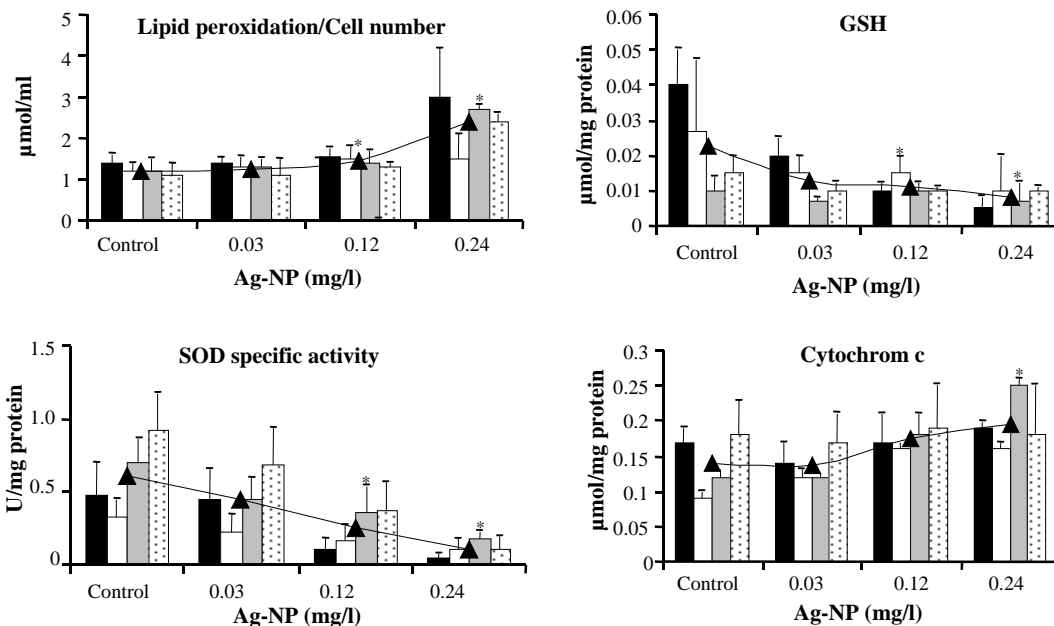 Lipid peroxidation/Cell number
µmol/ml
5
4
3
2
1
0
*
*
Control 0.03 0.12 0.24
Ag-NP (mg/l)
GSH
µmol/mg protein
0.06
0.05
0.04
0.03
0.02
0.01
0
*
*
Control 0.03 0.12 0.24
Ag-NP (mg/l)
SOD specific activity
U/mg protein
1.5
1.0
0.5
0
*
*
Control 0.03 0.12 0.24
Ag-NP (mg/l)
Cytochrom c
µmol/mg protein
0.3
0.25
0.2
0.15
0.1
0.05
0
*
Control 0.03 0.12 0.24
Ag-NP (mg/l)